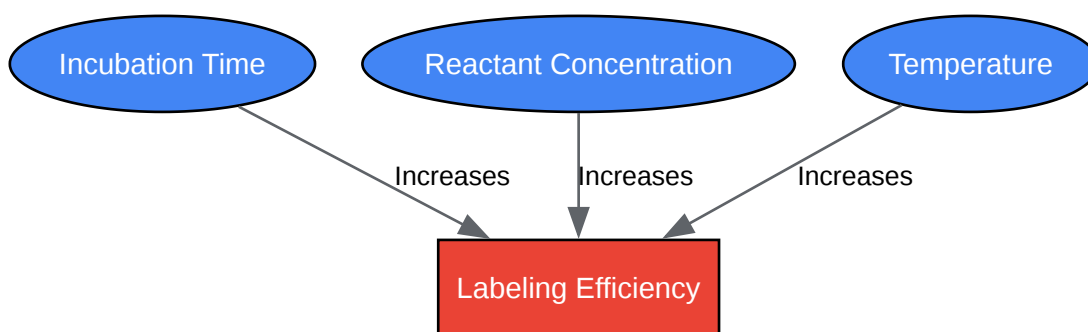 Incubation Time
Reactant Concentration
Temperature
Increases
Increases
Increases
Labeling Efficiency